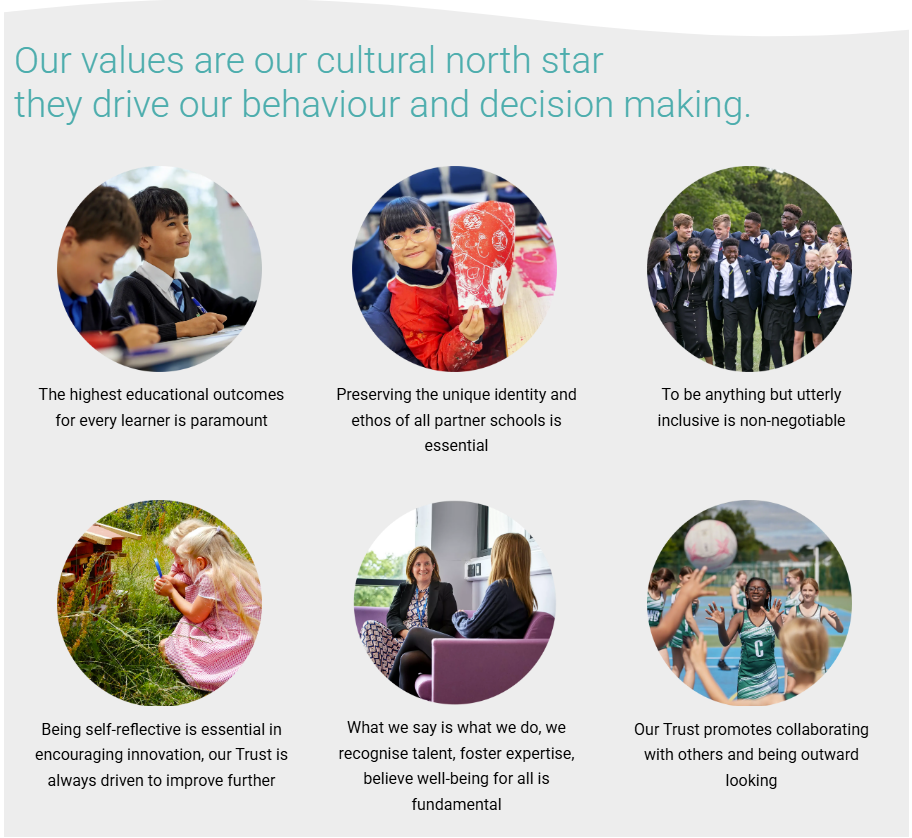 Our values are our cultural north star
they drive our behaviour and decision making.
The highest educational outcomes
for every learner is paramount
Preserving the unique identity and
ethos of all partner schools is
essential
To be anything but utterly
inclusive is non-negotiable
Being self-reflective is essential in
encouraging innovation, our Trust is
always driven to improve further
What we say is what we do, we
recognise talent, foster expertise,
believe well-being for all is
fundamental
C
Our Trust promotes collaborating
with others and being outward
looking